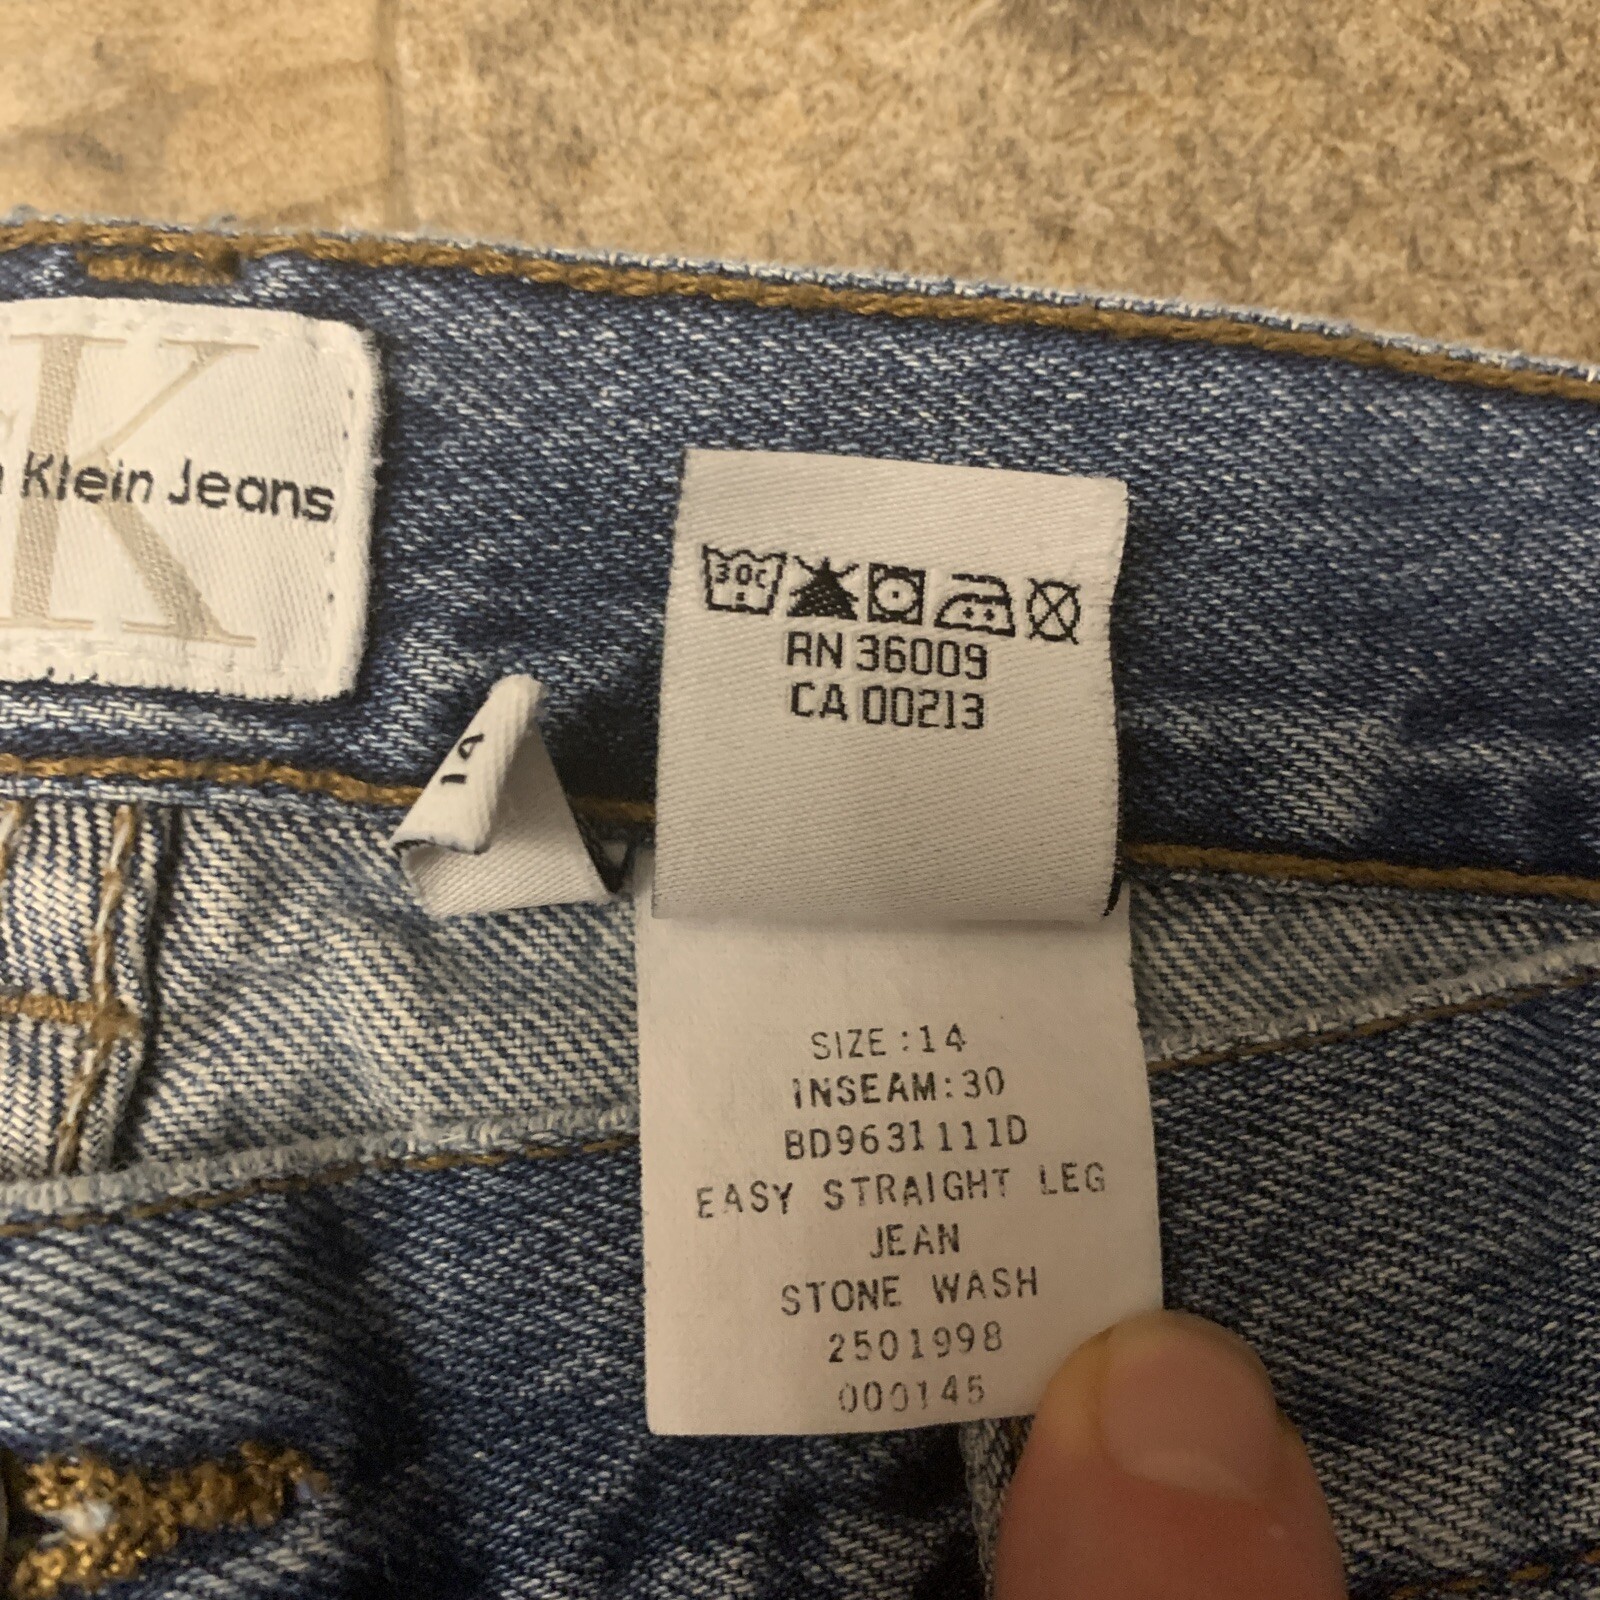 K
n Klein Jeans
14
30C
RN 36009
CA 00213
SIZE:14
INSEAM:30
BD9631111D
EASY STRAIGHT LEG
JEAN
STONE WASH
2501998
000145